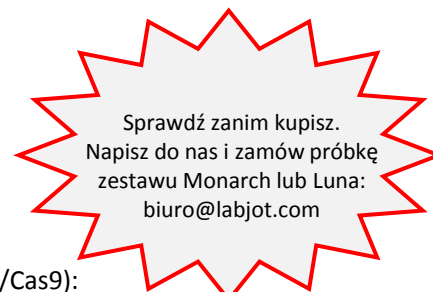 Sprawdź zanim kupisz.
Napisz do nas i zamów próbkę
zestawu Monarch lub Luna:
biuro@labjot.com
/Cas9):